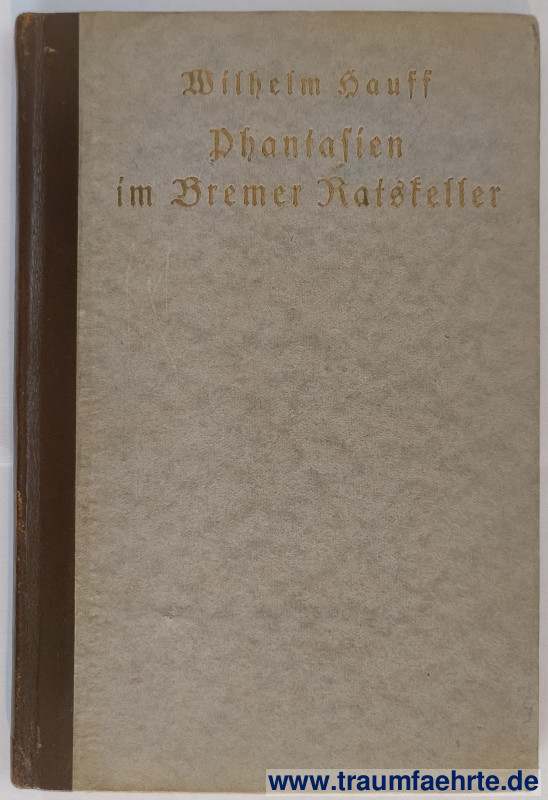 Wilhelm Hauff
Phantasien
im Bremer Ratskeller
www.traumfaehrte.de